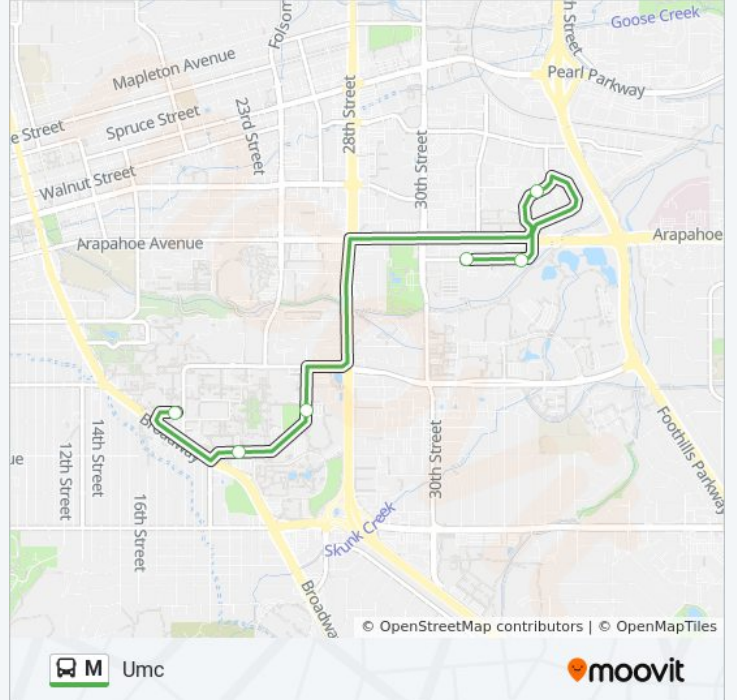 Folsom
h Street
Goose Creek
Mapleton Avenue
Pearl Parkway
28th Street
23rd Street
e Street
Spruce Street
30th Street
Walnut Street
Arapahoe Avenue
Arapahoe
Broadway
14th Street
12th Street
ue
16th Street
30th Street
Foothills Parkway
Skunk Creek
Broadwa
© OpenStreetMap contributors | © OpenMapTiles
M Umc
moovit